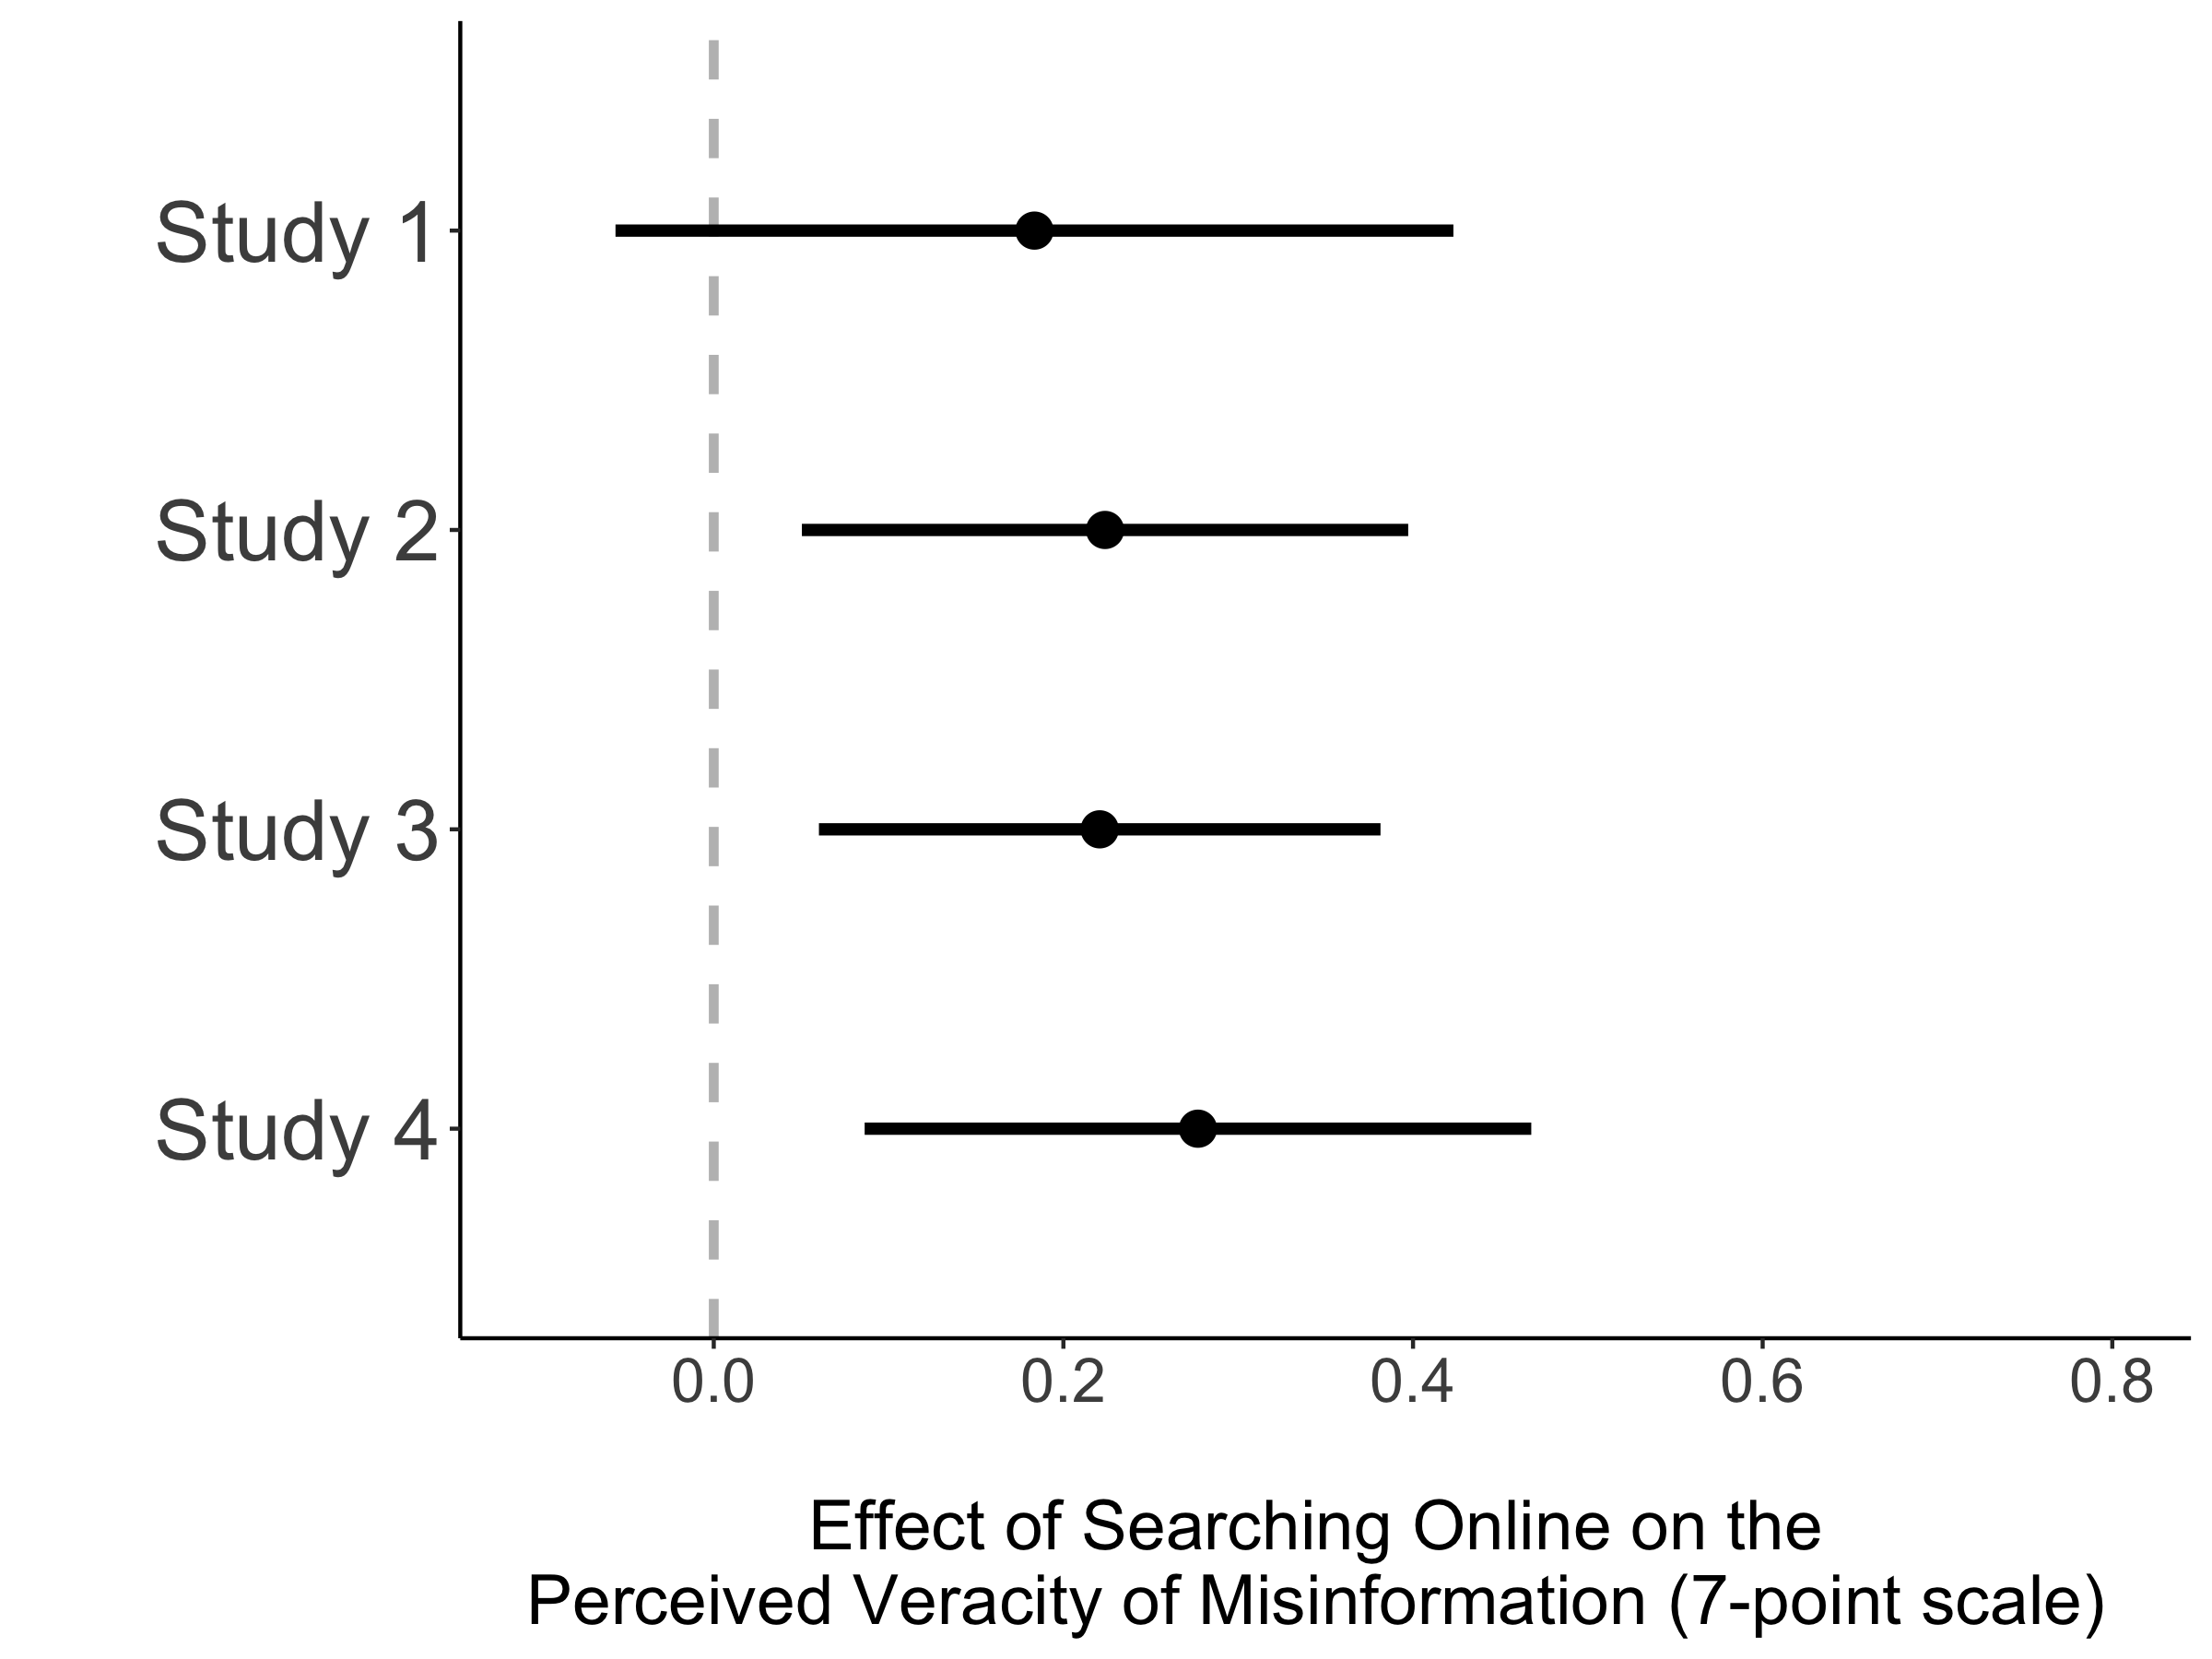 Study 1
Study 2
Study 3
Study 4
0.0 0.2 0.4 0.6 0.8
Effect of Searching Online on the
Perceived Veracity of Misinformation (7-point scale)